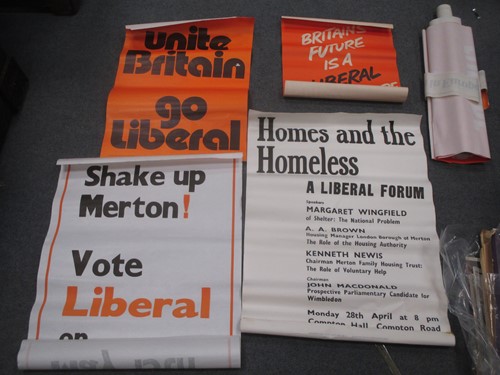 unite
Britain
go
Liberal
BRITAIN'S
FUTURE
IS A
LIBERAL
Shake up
Merton!
Vote
Liberal
on
Homes and the
Homeless
A LIBERAL FORUM
Speakers
MARGARET WINGFIELD
of Shelter: The National Problem
A. A. BROWN
Housing Manager London Borough of Merton
The Role of the Housing Authority
KENNETH NEWIS
Chairman Merton Family Housing Trust:
The Role of Voluntary Help
Chairman
JOHN MACDONALD
Prospective Parliamentary Candidate for
Wimbledon
Monday 28th April at 8 pm
Compton Hall, Compton Road